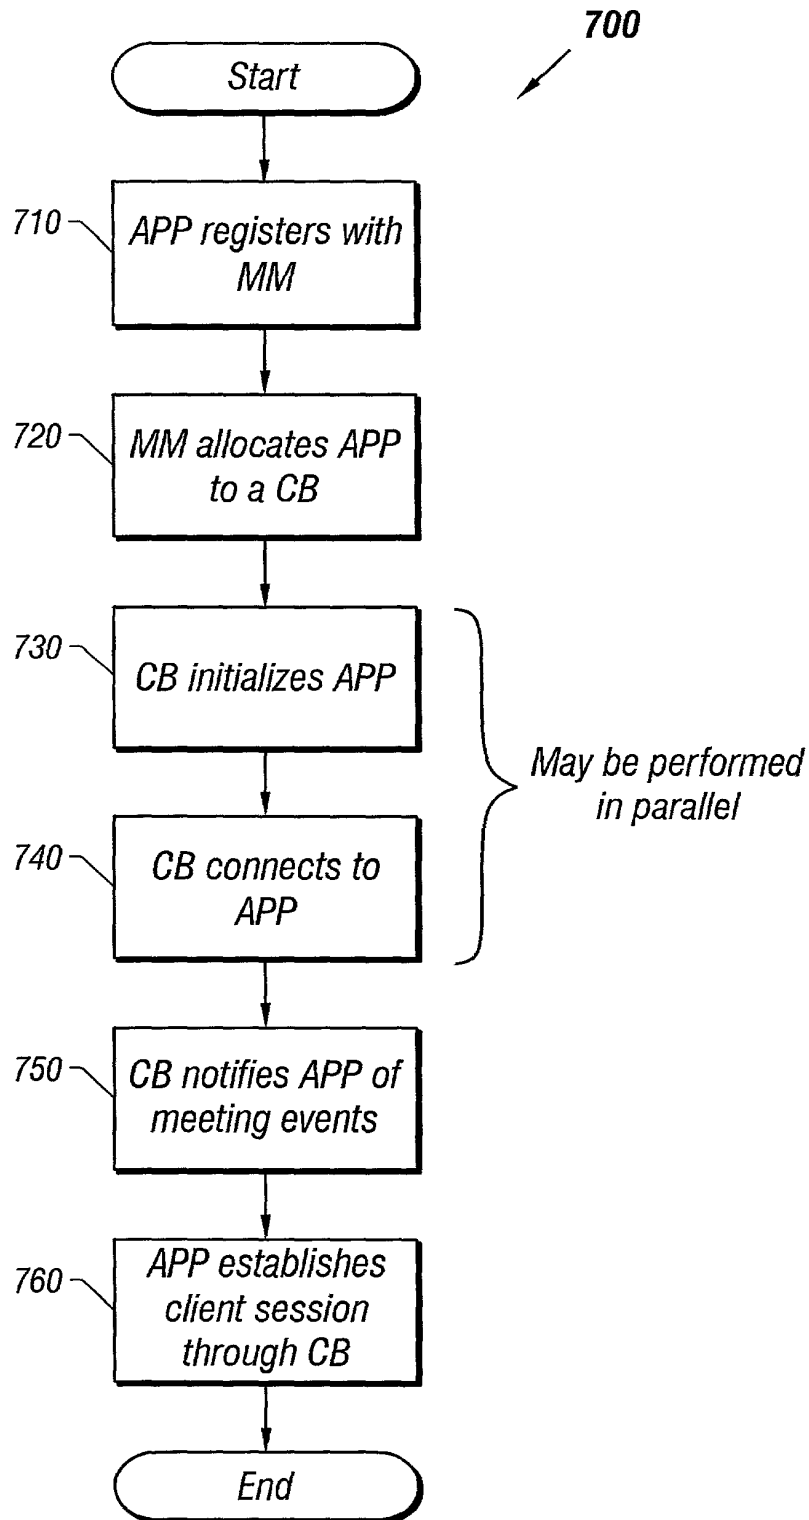 700
Start
710
APP registers with
MM
720
MM allocates APP
to a CB
730
CB initializes APP
May be performed
in parallel
740
CB connects to
APP
750
CB notifies APP of
meeting events
760
APP establishes
client session
through CB
End